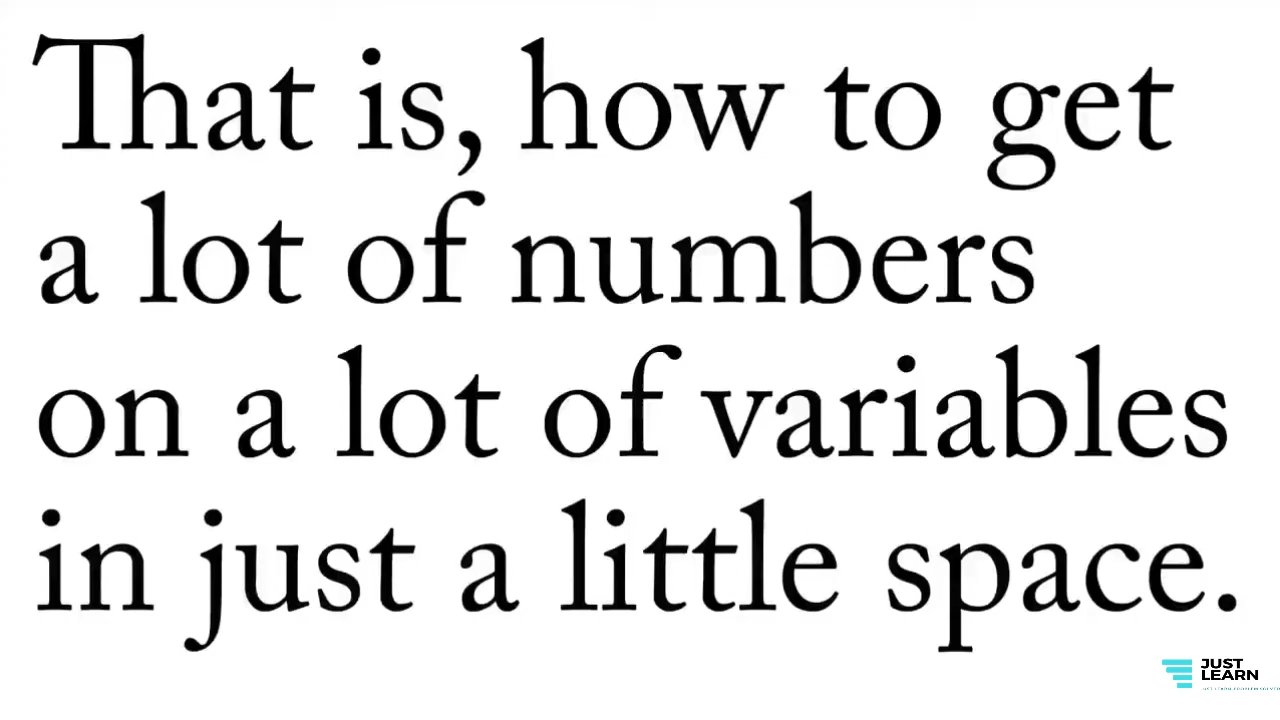 That is, how to get
a lot of numbers
on a lot of variables
in just a little space.
JUST
LEARN